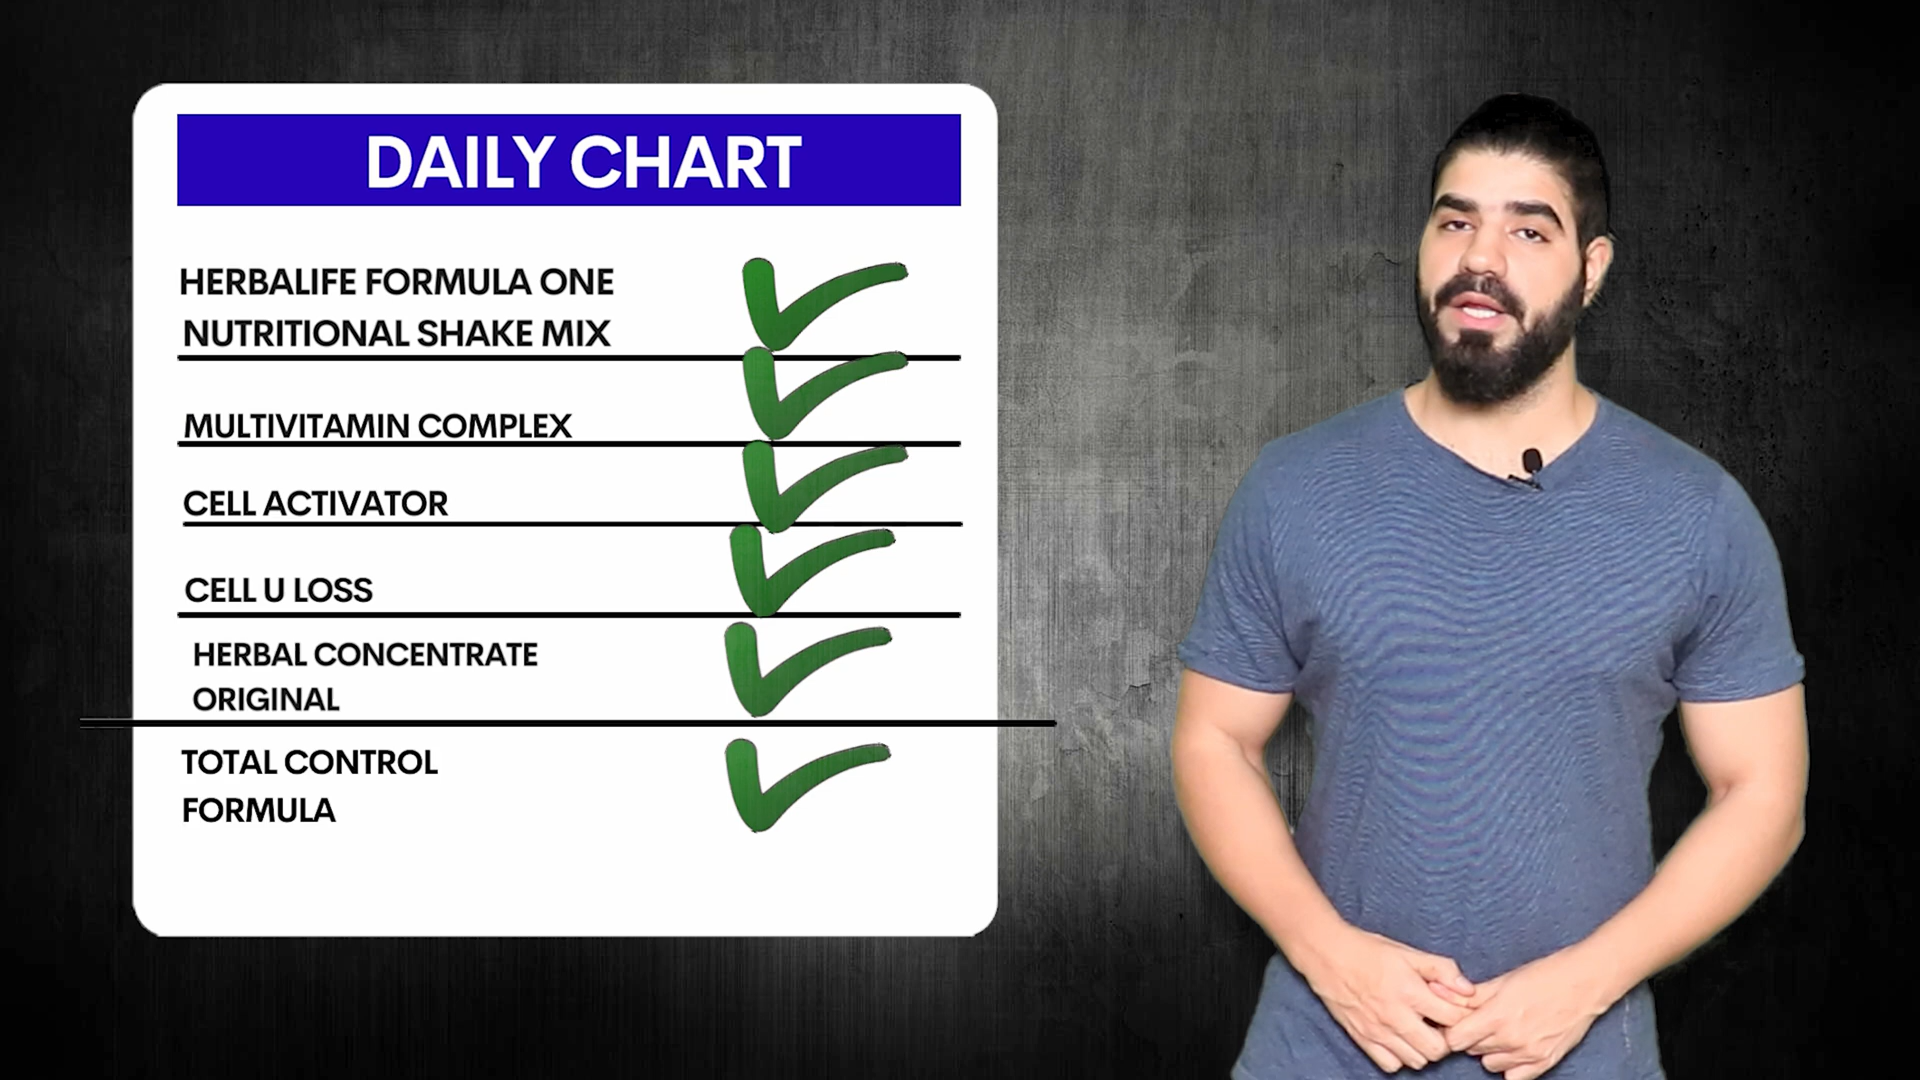 DAILY CHART
HERBALIFE FORMULA ONE
NUTRITIONAL SHAKE MIX
MULTIVITAMIN COMPLEX
CELL ACTIVATOR
CELL U LOSS
HERBAL CONCENTRATE
ORIGINAL
TOTAL CONTROL
FORMULA